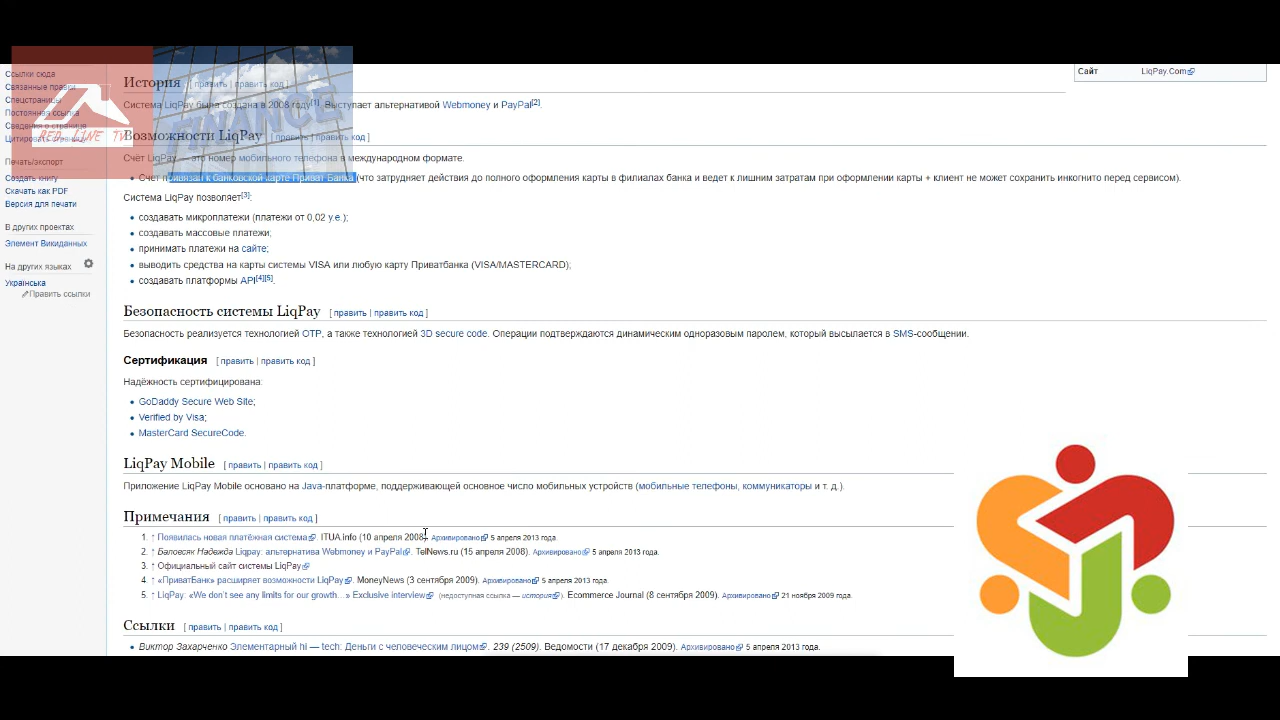 Ссылки сюда
Связанные правки
Спецстраницы
Постоянная ссылка
Сведения о странице
Цитировать страницу
Печать/экспорт
Создать книгу
Скачать как PDF
Версия для печати
В других проектах
Элемент Викиданных
На других языках
Українська
Править ссылки
RED LINE TV
FINANCE
Сайт LiqPay.Com
История [ править | править код ]
Система LiqPay была создана в 2008 году[1]. Выступает альтернативой Webmoney и PayPal[2]
Возможности LiqPay [ править | править код ]
Счёт LiqPay — это номер мобильного телефона в международном формате.
• Счет привязан к банковской карте Приват Банка (что затрудняет действия до полного оформления карты в филиалах банка и ведет к лишним затратам при оформлении карты + клиент не может сохранить инкогнито перед сервисом).
Система LiqPay позволяет[3]:
• создавать микроплатежи (платежи от 0,02 у.е.);
• создавать массовые платежи;
• принимать платежи на сайте;
• выводить средства на карты системы VISA или любую карту Приватбанка (VISA/MASTERCARD);
• создавать платформы API[4][5].
Безопасность системы LiqPay [ править | править код ]
Безопасность реализуется технологией OTP, а также технологией 3D secure code. Операции подтверждаются динамическим одноразовым паролем, который высылается в SMS-сообщении.
Сертификация [ править | править код ]
Надёжность сертифицирована:
• GoDaddy Secure Web Site;
• Verified by Visa;
• MasterCard SecureCode.
LiqPay Mobile [ править | править код ]
Приложение LiqPay Mobile основано на Java-платформе, поддерживающей основное число мобильных устройств (мобильные телефоны, коммуникаторы и т. д.).
Примечания [ править | править код ]
1. ↑ Появилась новая платёжная система. ITUA.info (10 апреля 2008). Архивировано 5 апреля 2013 года.
2. ↑ Баловсяк Надежда Liqpay: альтернатива Webmoney и PayPal. TelNews.ru (15 апреля 2008). Архивировано 5 апреля 2013 года.
3. ↑ Официальный сайт системы LiqPay
4. ↑ «ПриватБанк» расширяет возможности LiqPay. MoneyNews (3 сентября 2009). Архивировано 5 апреля 2013 года.
5. ↑ LiqPay: «We don't see any limits for our growth...» Exclusive interview (недоступная ссылка — история). Ecommerce Journal (8 сентября 2009). Архивировано 21 ноября 2009 года.
Ссылки [ править | править код ]
• Виктор Захарченко Элементарный hi — tech: Деньги с человеческим лицом. 239 (2509). Ведомости (17 декабря 2009). Архивировано 5 апреля 2013 года.